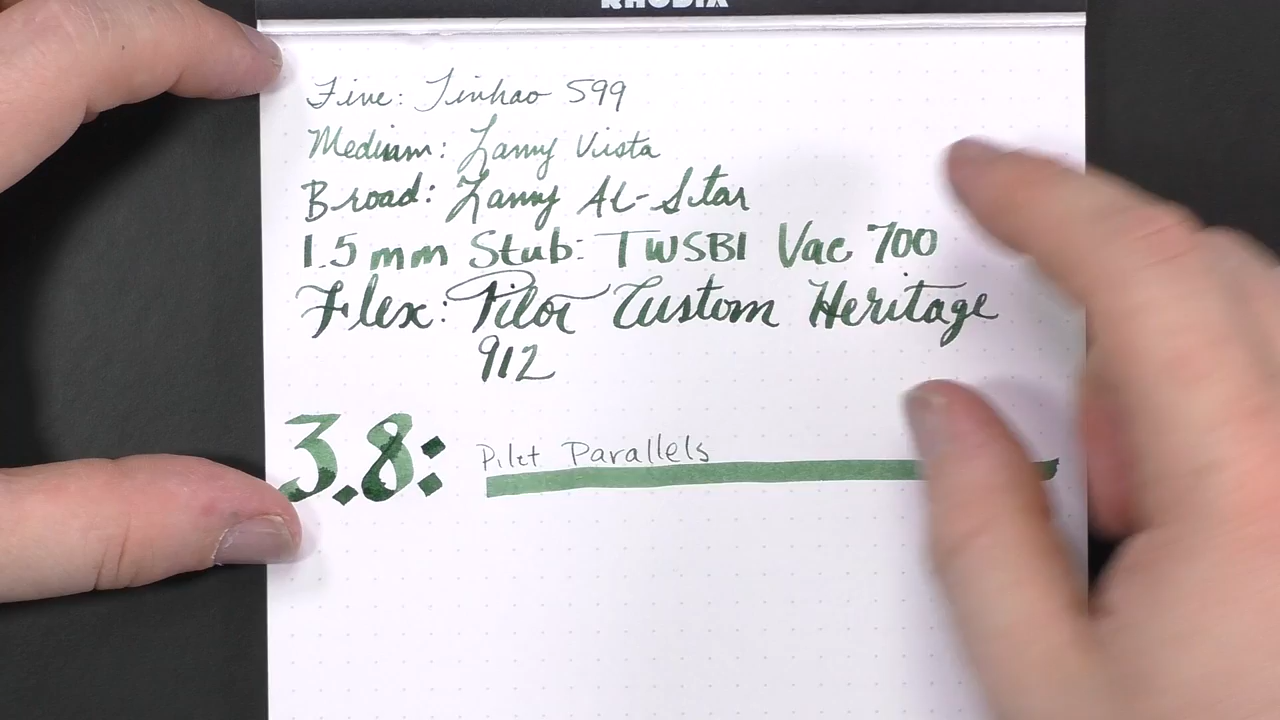 RHODIA
Fine: Jinhao 599
Medium: Lamy Vista
Broad: Lamy AL-Star
1.5 mm Stub: TWSBI Vac 700
Flex: Pilot Custom Heritage
912
3.8: Pilot Parallels